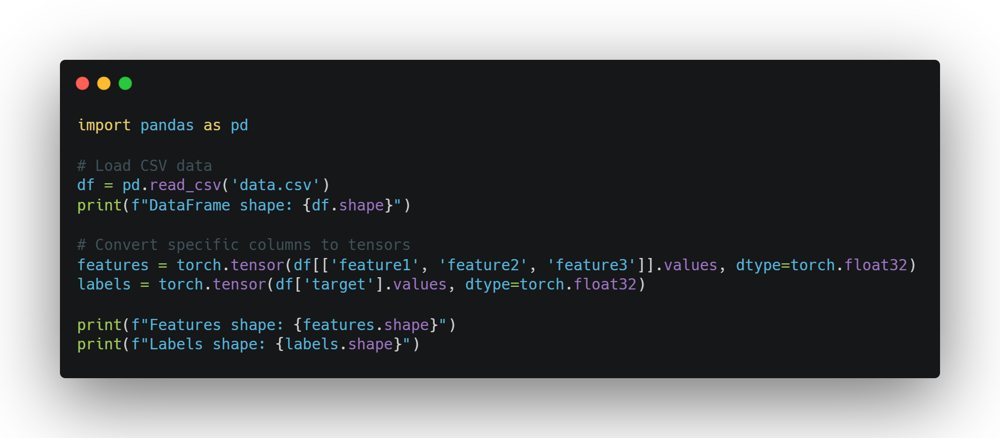 import pandas as pd
# Load CSV data
df = pd.read_csv('data.csv')
print(f"DataFrame shape: {df.shape}")
# Convert specific columns to tensors
features = torch.tensor(df[['feature1', 'feature2', 'feature3']].values, dtype=torch.float32)
labels = torch.tensor(df['target'].values, dtype=torch.float32)
print(f"Features shape: {features.shape}")
print(f"Labels shape: {labels.shape}")